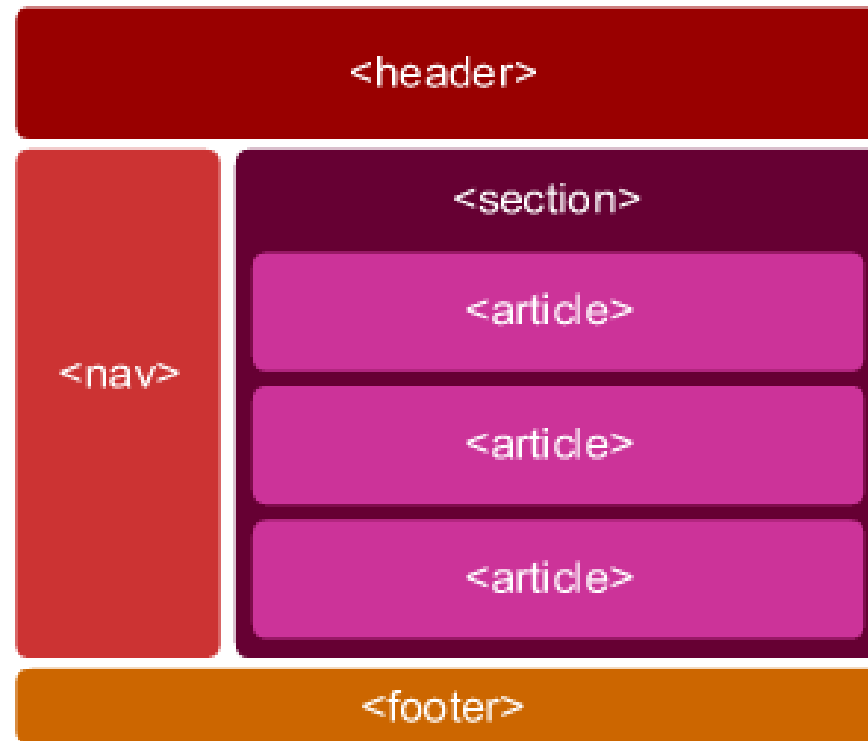 <header>
<nav>
<section>
<article>
<article>
<article>
<footer>